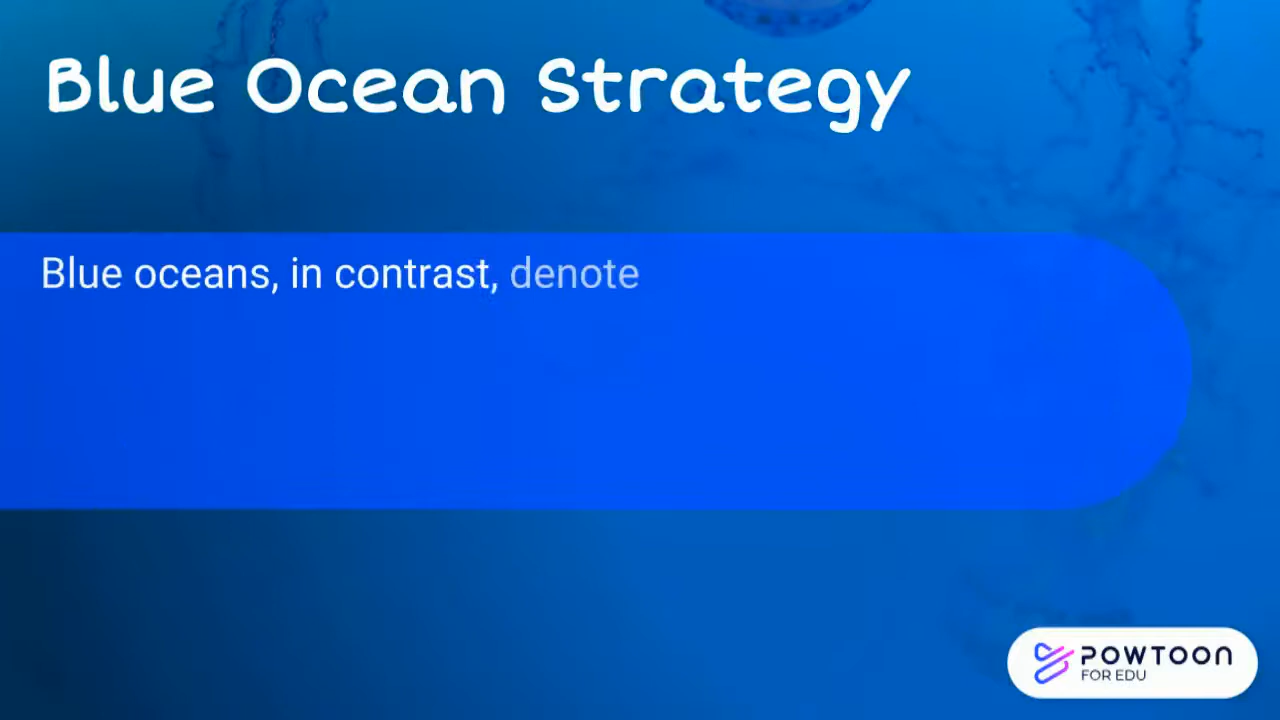 Blue Ocean Strategy
Blue oceans, in contrast, denote
POWTOON
FOR EDU